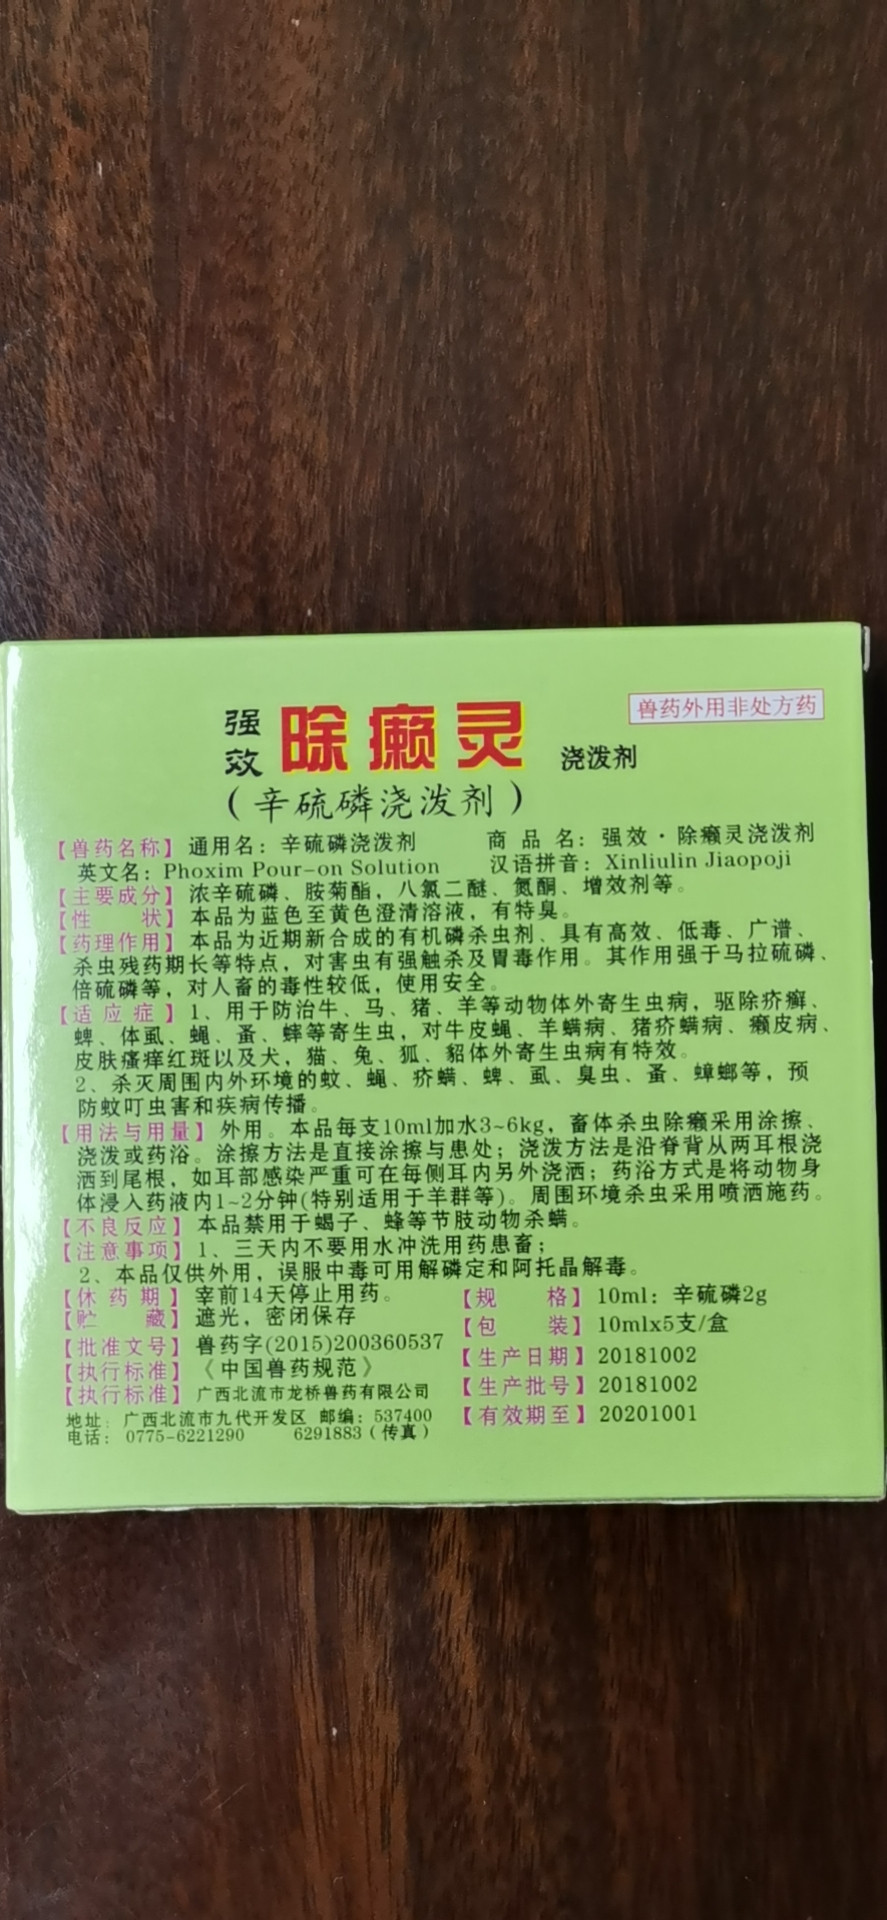 强效 除癞灵 浇泼剂
兽药外用非处方药
(辛硫磷浇泼剂)
【兽药名称】通用名：辛硫磷浇泼剂 商品名：强效·除癞灵浇泼剂
英文名：Phoxim Pour-on Solution 汉语拼音：Xinliulin Jiaopoji
【主要成分】浓辛硫磷、胺菊酯，八氯二醚、氮酮、增效剂等。
【性 状】本品为蓝色至黄色澄清溶液，有特臭。
【药理作用】本品为近期新合成的有机磷杀虫剂、具有高效、低毒、广谱、
杀虫残药期长等特点，对害虫有强触杀及胃毒作用。其作用强于马拉硫磷、
倍硫磷等，对人畜的毒性较低，使用安全。
【适应症】1、用于防治牛、马、猪、羊等动物体外寄生虫病，驱除疥癣、
蜱、体虱、蝇、蚤、蟀等寄生虫，对牛皮蝇、羊螨病、猪疥螨病、癞皮病、
皮肤瘙痒红斑以及犬，猫、兔、狐、貂体外寄生虫病有特效。
2、杀灭周围内外环境的蚊、蝇、疥螨、蜱、虱、臭虫、蚤、蟑螂等，预
防蚊叮虫害和疾病传播。
【用法与用量】外用。本品每支10ml加水3~6kg，畜体杀虫除癞采用涂擦、
浇泼或药浴。涂擦方法是直接涂擦与患处；浇泼方法是沿脊背从两耳根浇
洒到尾根，如耳部感染严重可在每侧耳内另外浇洒；药浴方式是将动物身
体浸入药液内1~2分钟(特别适用于羊群等)。周围环境杀虫采用喷洒施药。
【不良反应】本品禁用于蝎子、蜂等节肢动物杀螨。
【注意事项】1、三天内不要用水冲洗用药患畜；
2、本品仅供外用，误服中毒可用解磷定和阿托晶解毒。
【休药期】宰前14天停止用药。
【贮 藏】遮光，密闭保存
【批准文号】兽药字(2015)200360537
【执行标准】《中国兽药规范》
【执行标准】广西北流市龙桥兽药有限公司
地址：广西北流市九代开发区 邮编：537400
电话：0775-6221290 6291883(传真)
【规 格】10ml：辛硫磷2g
【包 装】10mlx5支/盒
【生产日期】20181002
【生产批号】20181002
【有效期至】20201001